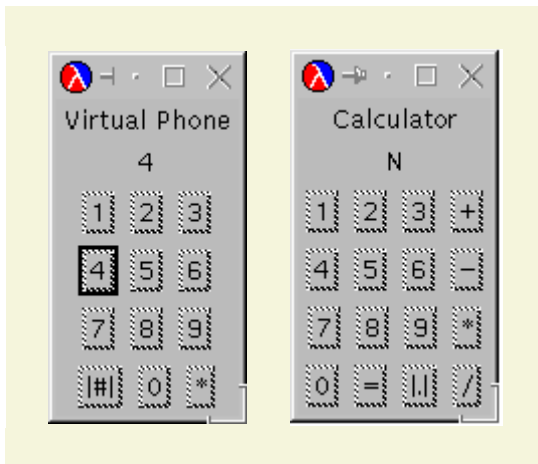 Virtual Phone
4
1 2 3
4 5 6
7 8 9
|#| 0 *
Calculator
N
1 2 3 +
4 5 6 -
7 8 9 *
0 = |.| /